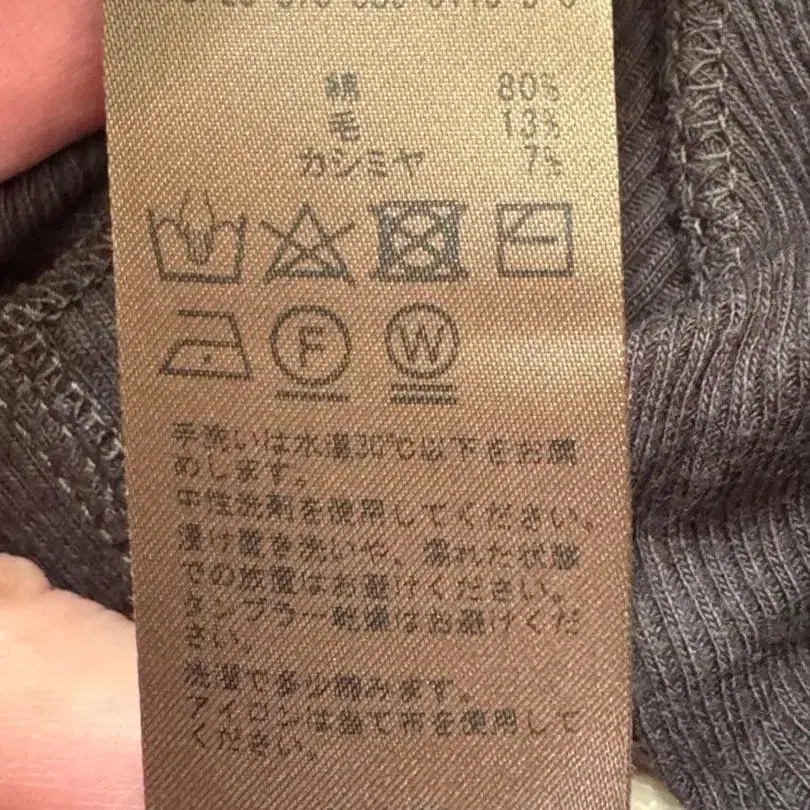 綿 80%
毛 13%
カシミヤ 7%
F W
手洗いは水温30℃以下をお薦
めします。
中性洗剤を使用してください。
浸け置き洗いや、濡れた状態
での放置はお避けください。
タンブラー乾燥はお避けくだ
さい。
洗濯で多少縮みます。
アイロンは当て布を使用して
ください。